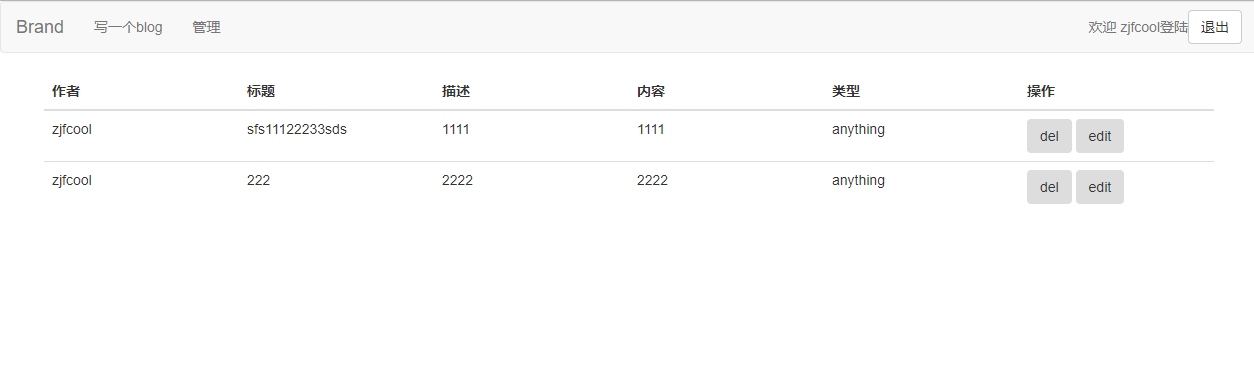 Brand 写一个blog 管理 欢迎 zjfcool登陆 退出
作者 标题 描述 内容 类型 操作
zjfcool sfs11122233sds 1111 1111 anything del edit
zjfcool 222 2222 2222 anything del edit